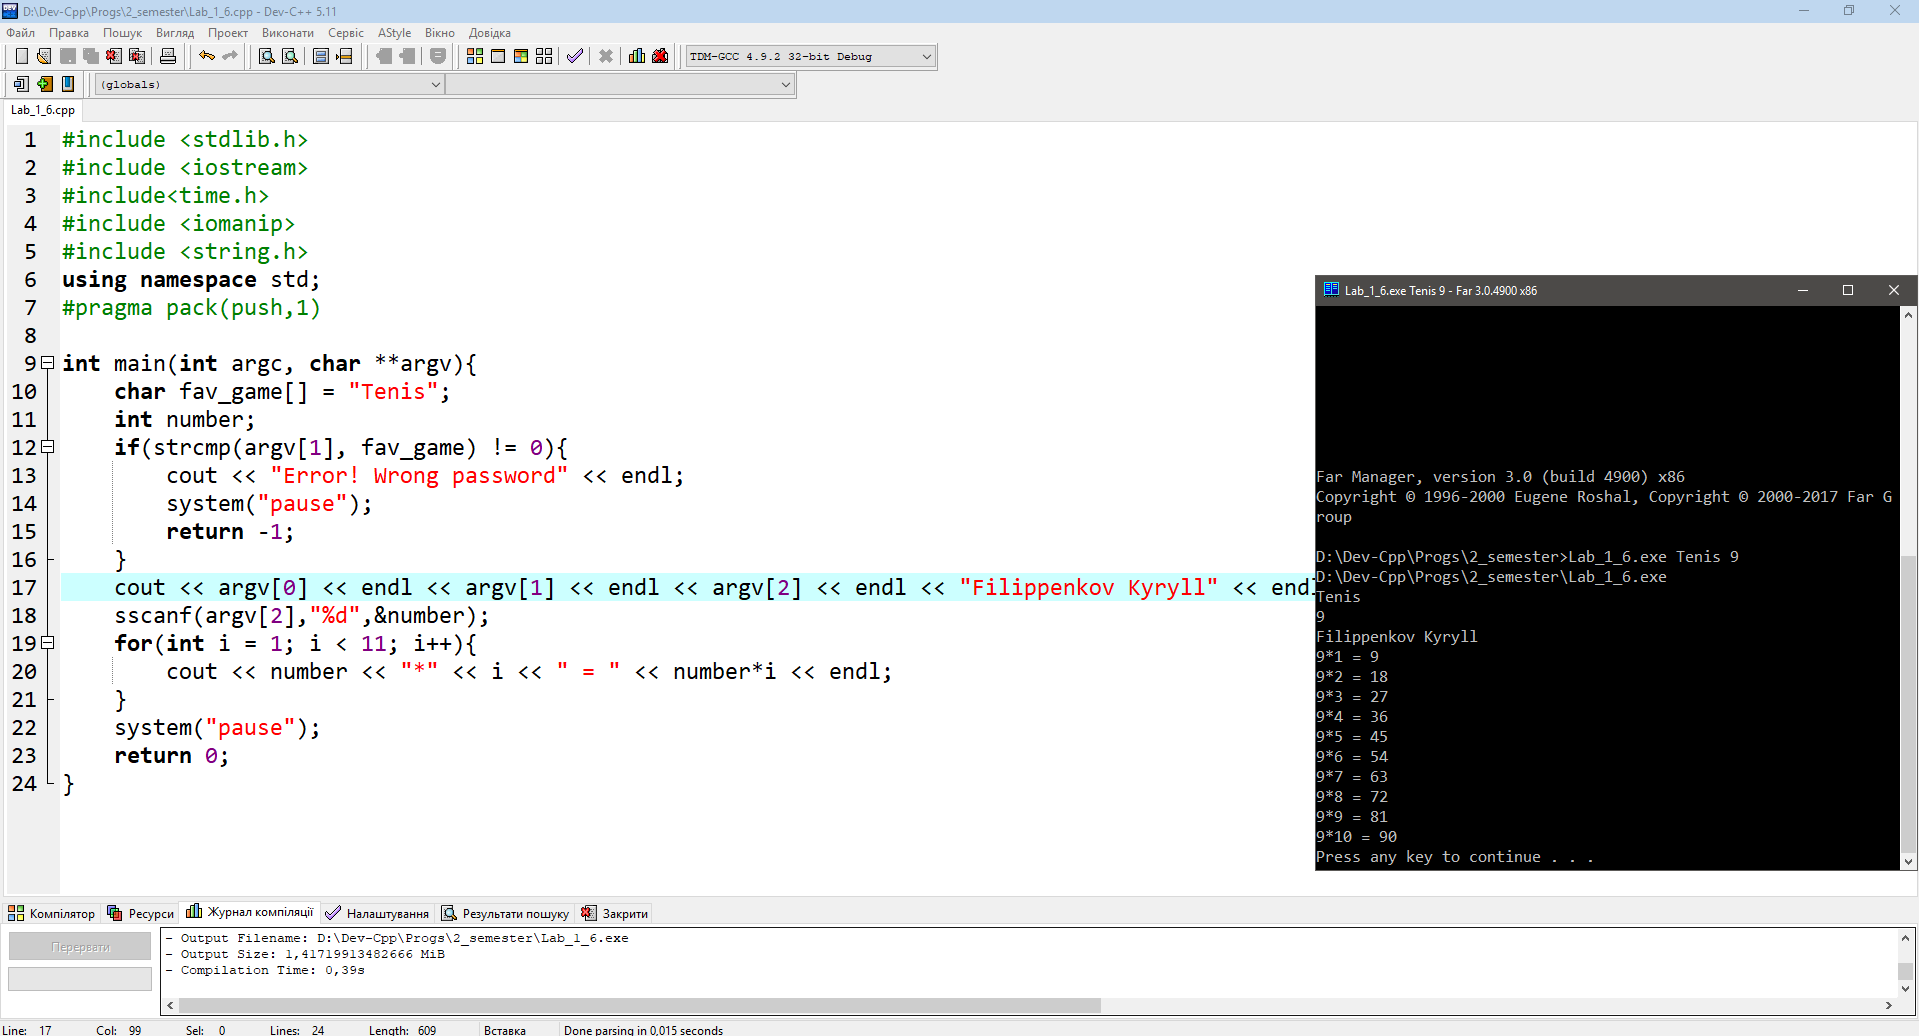 D:\Dev-Cpp\Progs\2_semester\Lab_1_6.cpp - Dev-C++ 5.11
Файл Правка Пошук Вигляд Проект Виконати Сервіс AStyle Вікно Довідка
TDM-GCC 4.9.2 32-bit Debug
(globals)
Lab_1_6.cpp
1 #include <stdlib.h>
2 #include <iostream>
3 #include<time.h>
4 #include <iomanip>
5 #include <string.h>
6 using namespace std;
7 #pragma pack(push,1)
8
9 int main(int argc, char **argv){
10 char fav_game[] = "Tenis";
11 int number;
12 if(strcmp(argv[1], fav_game) != 0){
13 cout << "Error! Wrong password" << endl;
14 system("pause");
15 return -1;
16 }
17 cout << argv[0] << endl << argv[1] << endl << argv[2] << endl << "Filippenkov Kyryll" << endl
18 sscanf(argv[2],"%d",&number);
19 for(int i = 1; i < 11; i++){
20 cout << number << "*" << i << " = " << number*i << endl;
21 }
22 system("pause");
23 return 0;
24 }
Lab_1_6.exe Tenis 9 - Far 3.0.4900 x86
Far Manager, version 3.0 (build 4900) x86
Copyright © 1996-2000 Eugene Roshal, Copyright © 2000-2017 Far G
roup
D:\Dev-Cpp\Progs\2_semester>Lab_1_6.exe Tenis 9
D:\Dev-Cpp\Progs\2_semester\Lab_1_6.exe
Tenis
9
Filippenkov Kyryll
9*1 = 9
9*2 = 18
9*3 = 27
9*4 = 36
9*5 = 45
9*6 = 54
9*7 = 63
9*8 = 72
9*9 = 81
9*10 = 90
Press any key to continue . . .
Компілятор Ресурси Журнал компіляції Налаштування Результати пошуку Закрити
Перервати
- Output Filename: D:\Dev-Cpp\Progs\2_semester\Lab_1_6.exe
- Output Size: 1,41719913482666 MiB
- Compilation Time: 0,39s
Line: 17 Col: 99 Sel: 0 Lines: 24 Length: 609 Вставка Done parsing in 0,015 seconds